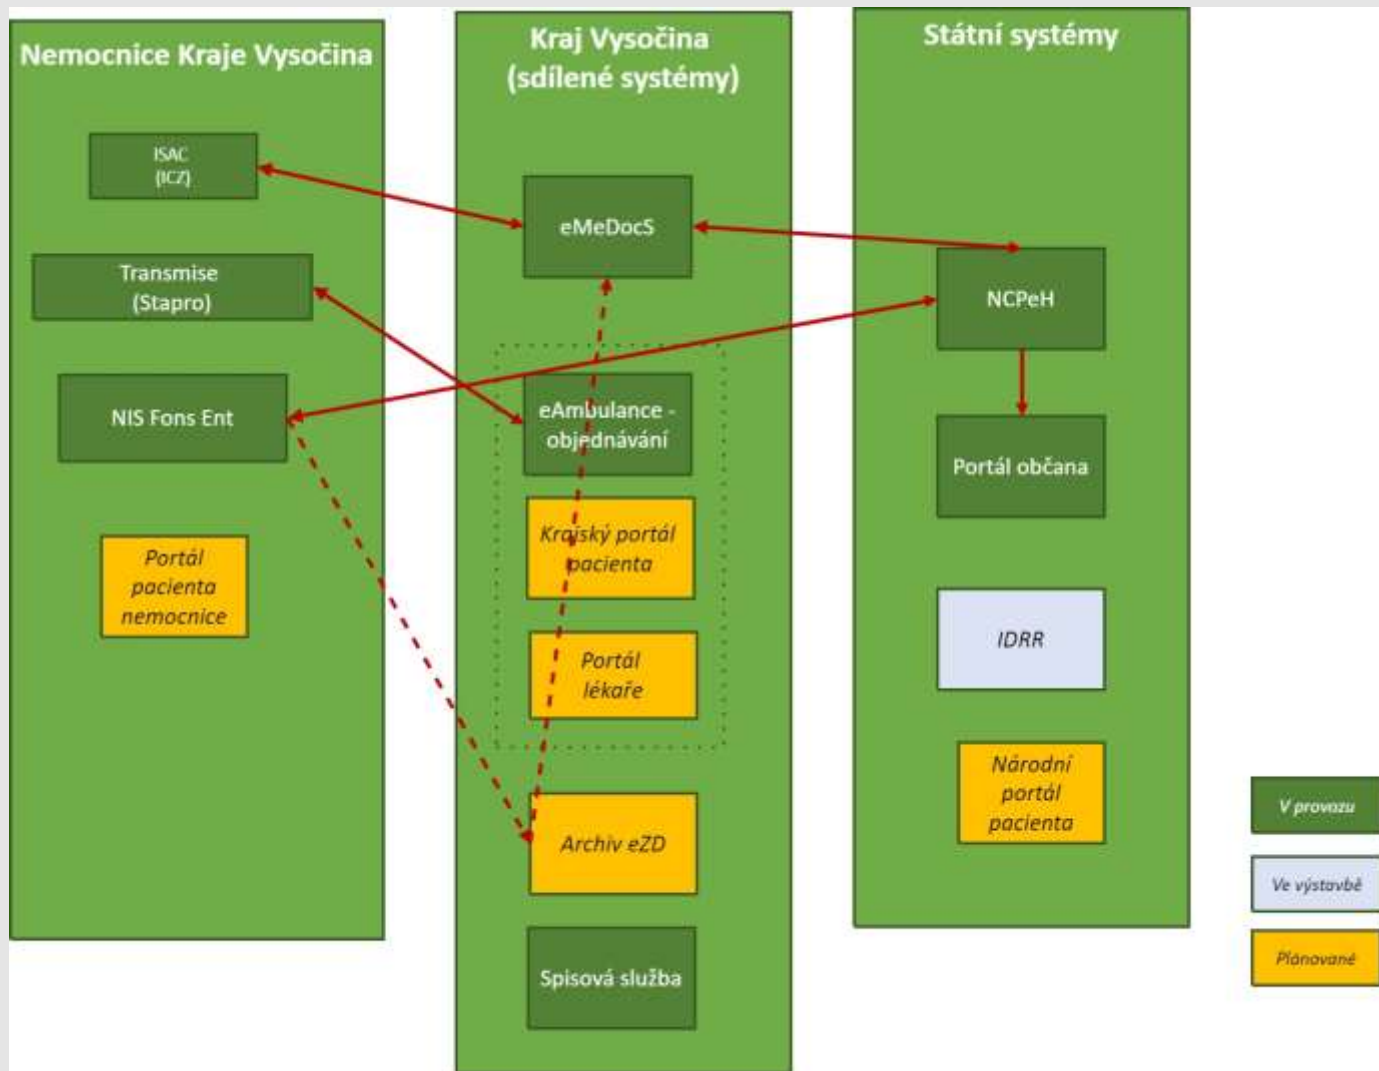 Nemocnice Kraje Vysočina
ISAC
(ICZ)
Transmise
(Stapro)
NIS Fons Ent
Portál
pacienta
nemocnice
Kraj Vysočina
(sdílené systémy)
eMeDocS
eAmbulance -
objednávání
Krajský portál
pacienta
Portál
lékaře
Archiv eZD
Spisová služba
Státní systémy
NCPeH
Portál občana
IDRR
Národní
portál
pacienta
V provozu
Ve výstavbě
Plánované